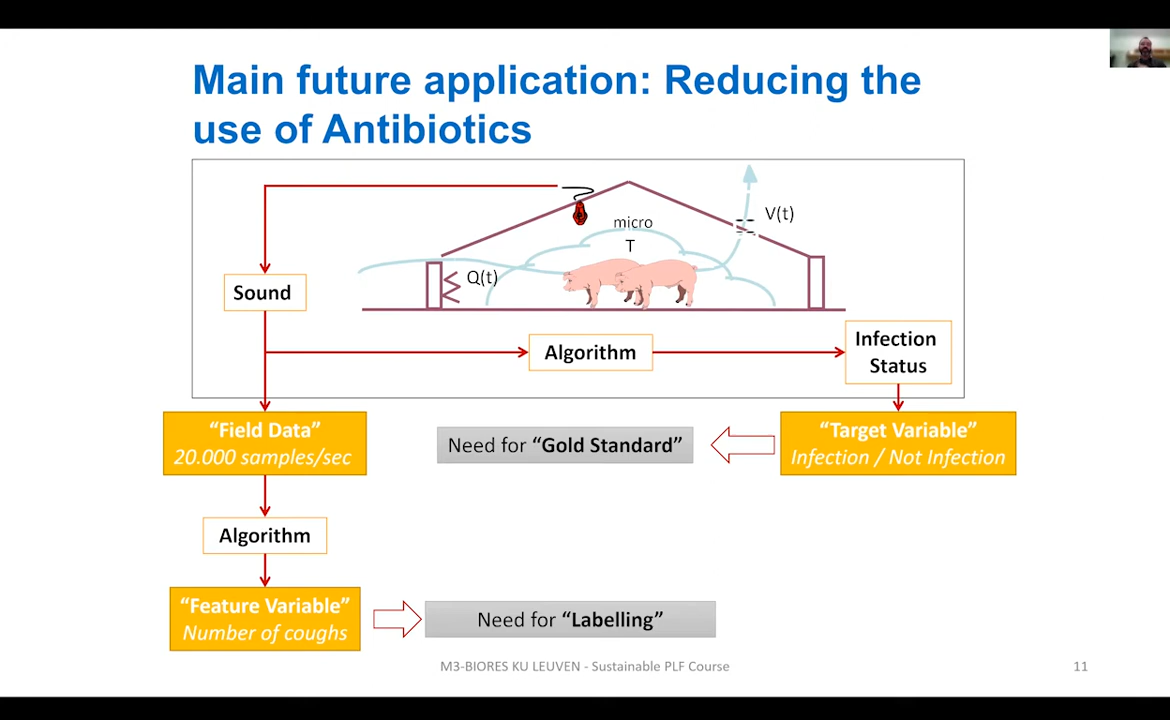 Main future application: Reducing the
use of Antibiotics
V(t)
micro
T
Q(t)
Sound
Algorithm
Infection
Status
“Field Data”
20.000 samples/sec
Need for “Gold Standard”
“Target Variable”
Infection / Not Infection
Algorithm
“Feature Variable”
Number of coughs
Need for “Labelling”
M3-BIORES KU LEUVEN - Sustainable PLF Course
11